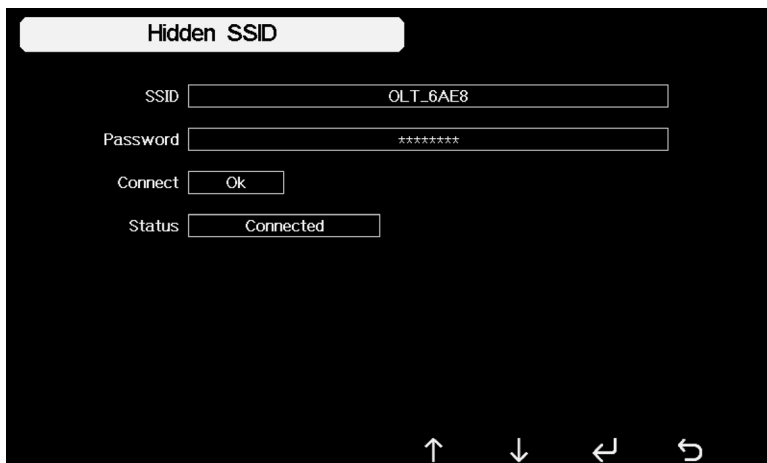 Hidden SSID
SSID OLT_6AE8
Password ********
Connect Ok
Status Connected